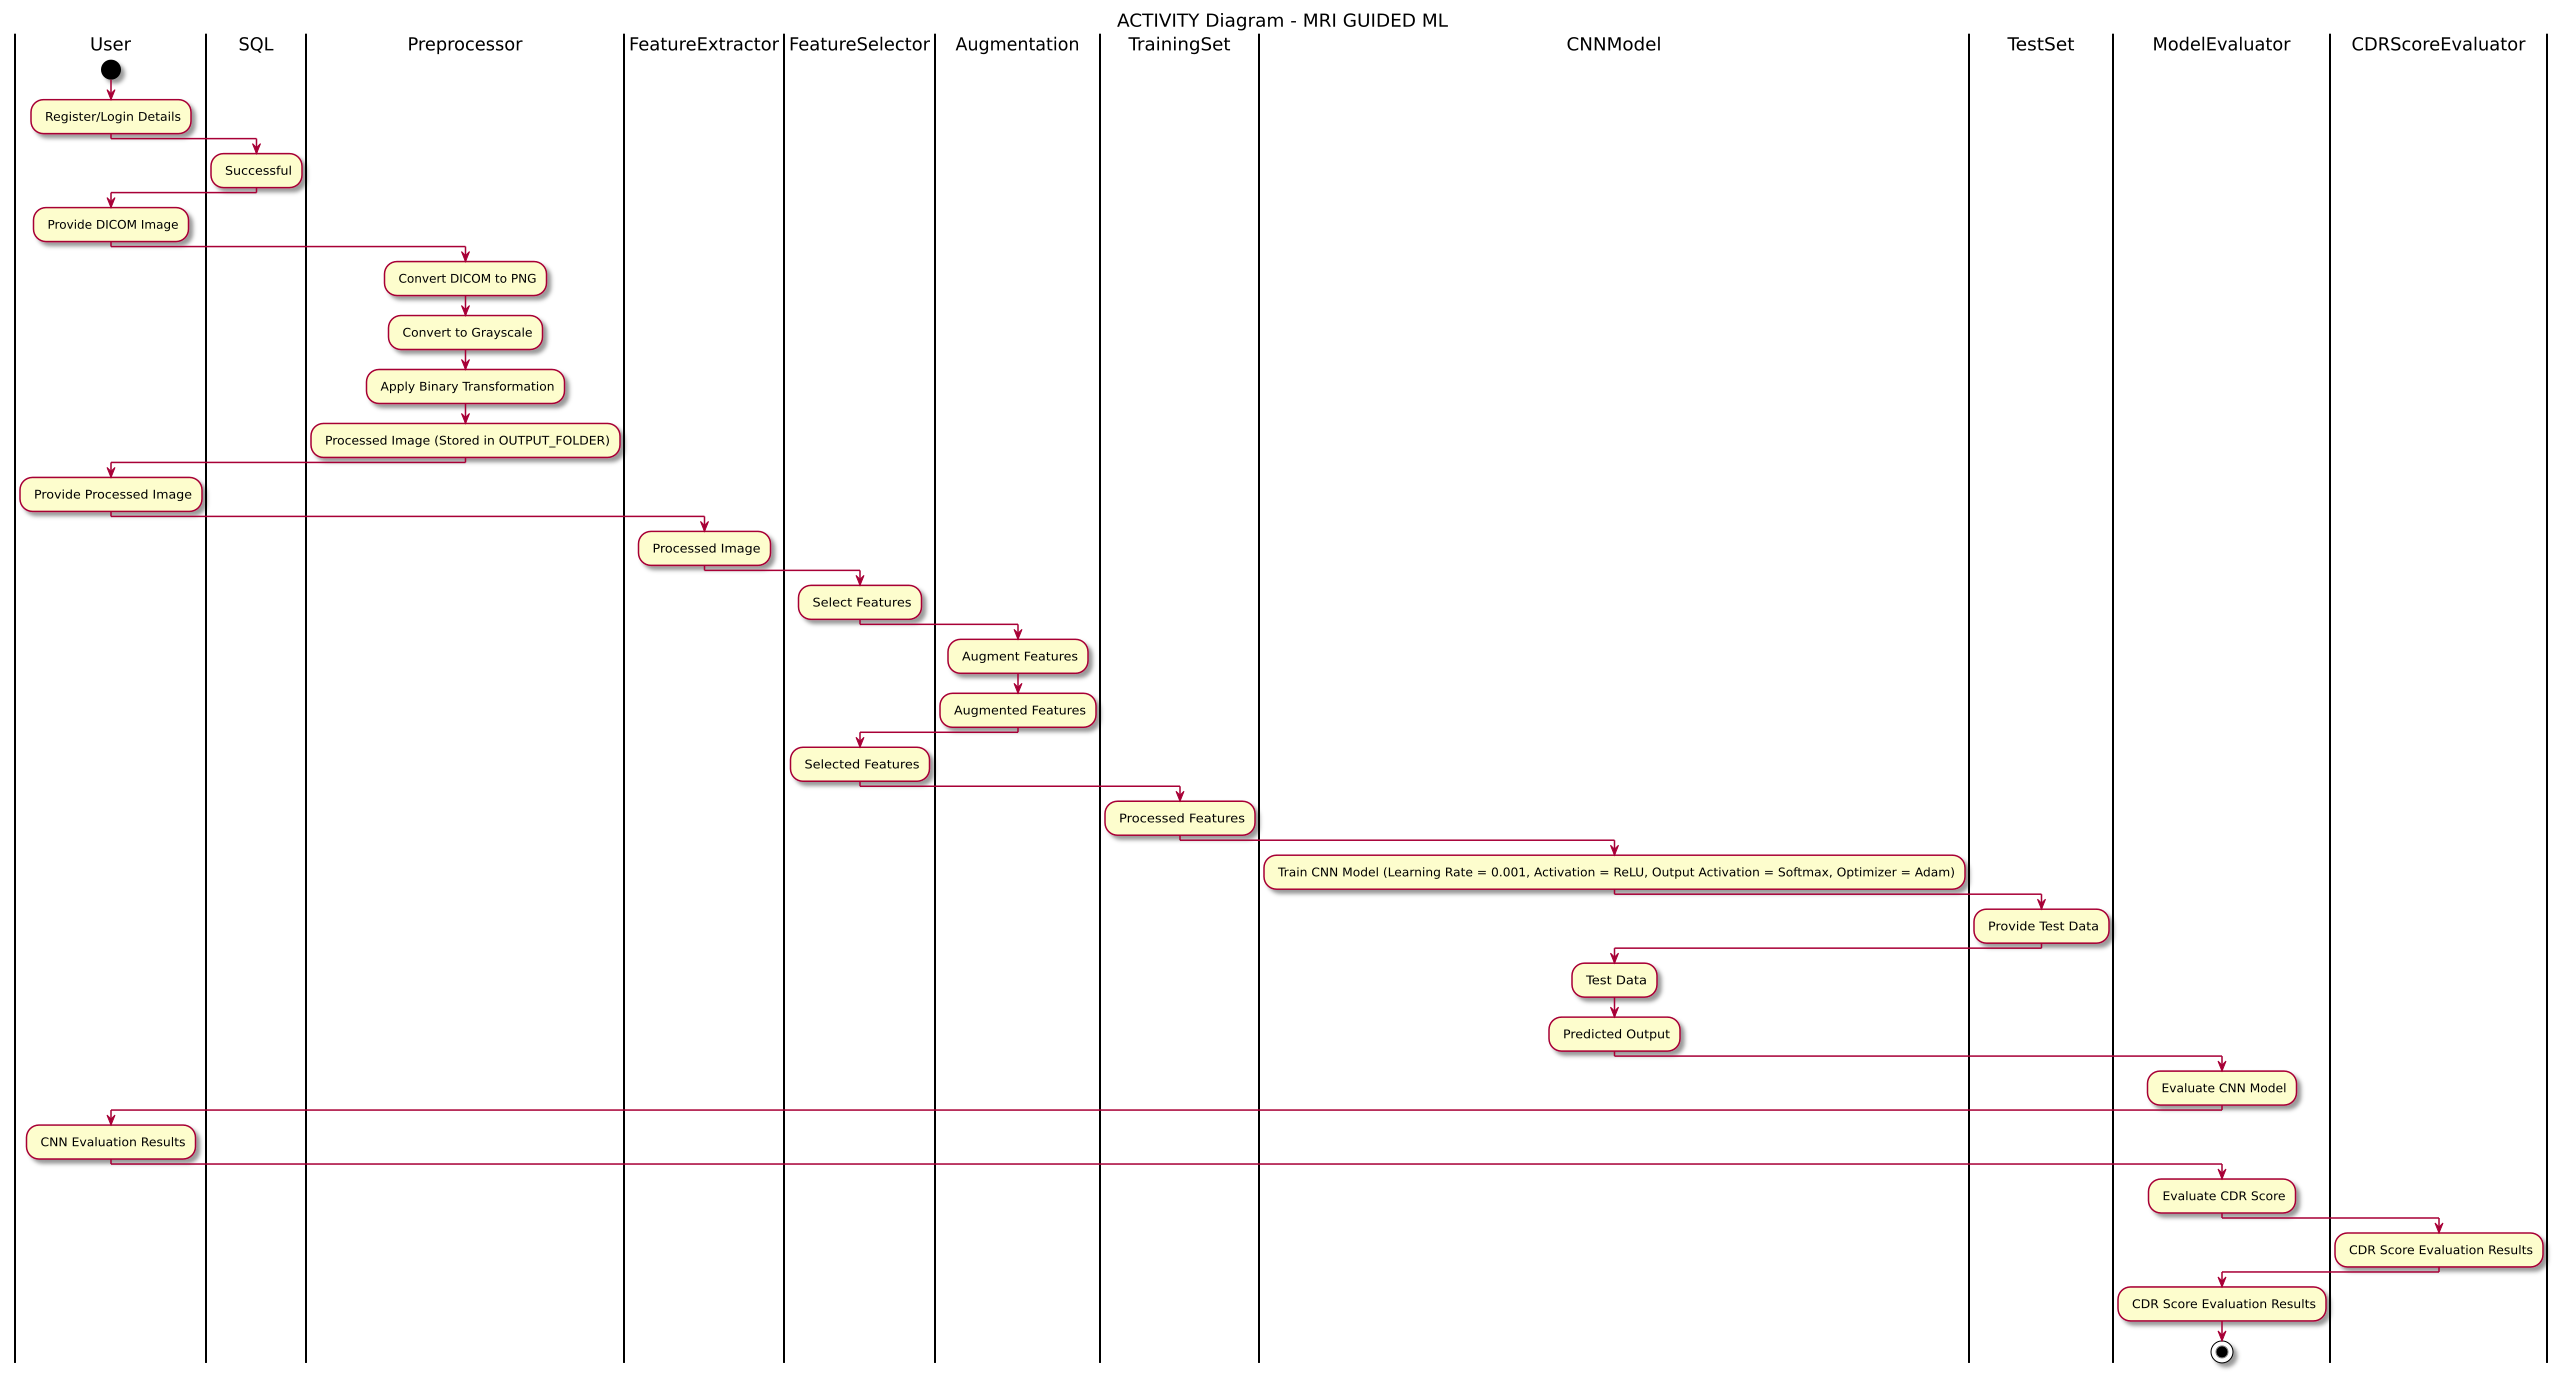 ACTIVITY Diagram - MRI GUIDED ML
User
SQL
Preprocessor
FeatureExtractor
FeatureSelector
Augmentation
TrainingSet
CNNModel
TestSet
ModelEvaluator
CDRScoreEvaluator
Register/Login Details
Successful
Provide DICOM Image
Convert DICOM to PNG
Convert to Grayscale
Apply Binary Transformation
Processed Image (Stored in OUTPUT_FOLDER)
Provide Processed Image
Processed Image
Select Features
Augment Features
Augmented Features
Selected Features
Processed Features
Train CNN Model (Learning Rate = 0.001, Activation = ReLU, Output Activation = Softmax, Optimizer = Adam)
Provide Test Data
Test Data
Predicted Output
Evaluate CNN Model
CNN Evaluation Results
Evaluate CDR Score
CDR Score Evaluation Results
CDR Score Evaluation Results